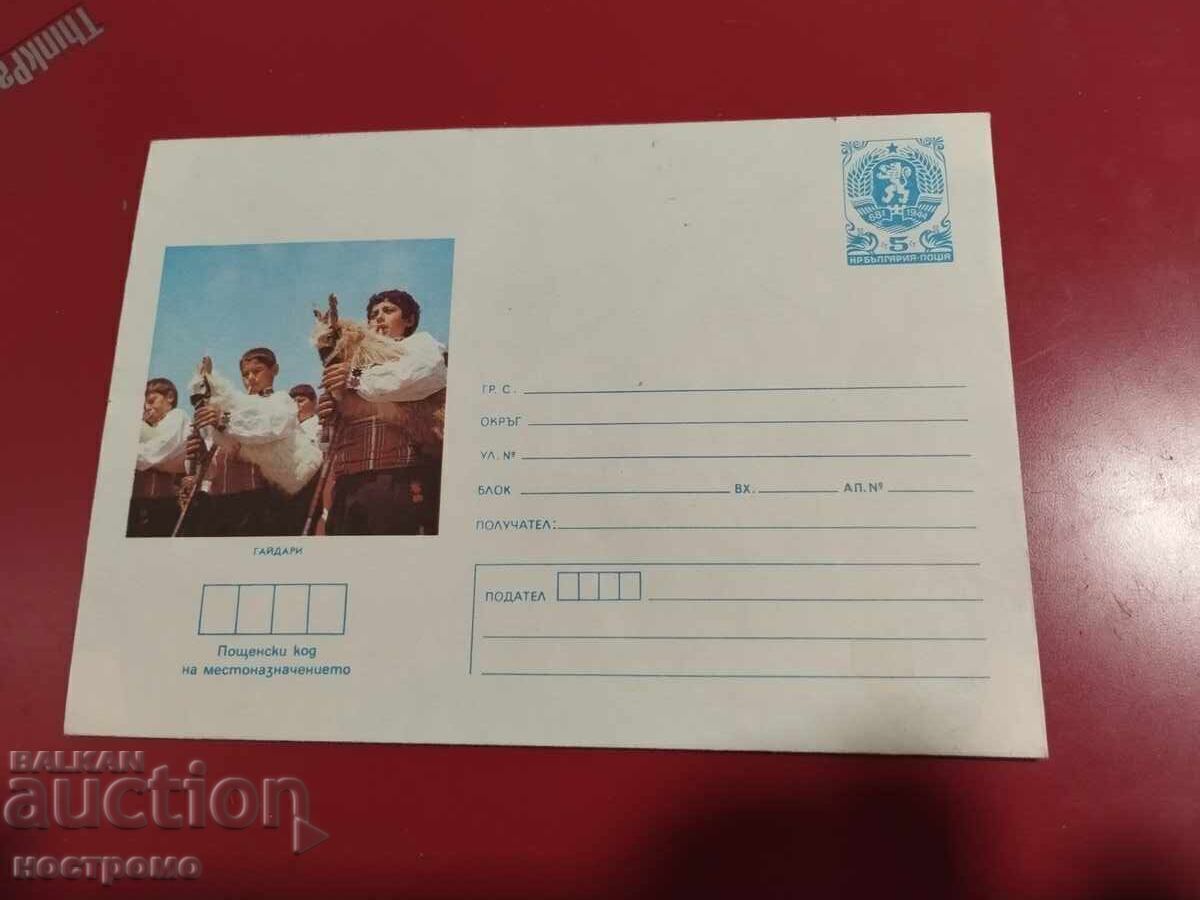 ThinkPa
681 1944
5
НР БЪЛГАРИЯ·ПОЩА
ГР. С.
ОКРЪГ
УЛ. №
БЛОК ВХ. АП. №
ПОЛУЧАТЕЛ:
ГАЙДАРИ
ПОДАТЕЛ
Пощенски код
на местоназначението
BALKAN
auction
ностромо